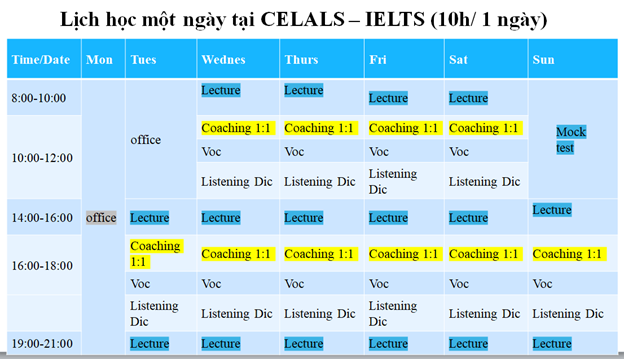 Lịch học một ngày tại CELALS – IELTS (10h/ 1 ngày)
Time/Date Mon Tues Wednes Thurs Fri Sat Sun
8:00-10:00 Lecture Lecture Lecture Lecture
office
Mock
test
10:00-12:00 Coaching 1:1 Coaching 1:1 Coaching 1:1 Coaching 1:1
Voc Voc Voc Voc
Listening Dic Listening Dic Listening
Dic Listening Dic
14:00-16:00 office Lecture Lecture Lecture Lecture Lecture Lecture
16:00-18:00 Coaching
1:1 Coaching 1:1 Coaching 1:1 Coaching 1:1 Coaching 1:1 Coaching 1:1
Voc Voc Voc Voc Voc Voc
Listening
Dic Listening Dic Listening Dic Listening
Dic Listening Dic Listening Dic
19:00-21:00 Lecture Lecture Lecture Lecture Lecture Lecture